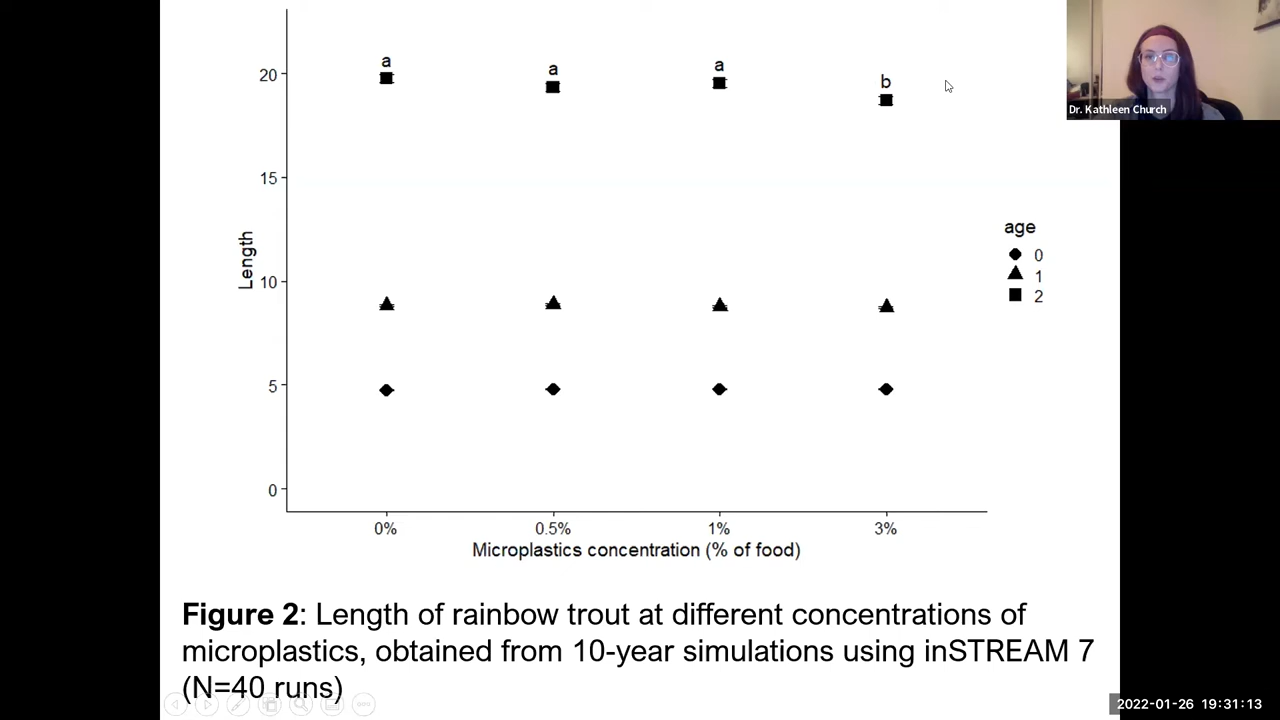 a
a
a
b
Dr. Kathleen Church
20
15
10
5
0
Length
age
0
1
2
0%
0.5%
1%
3%
Microplastics concentration (% of food)
Figure 2: Length of rainbow trout at different concentrations of
microplastics, obtained from 10-year simulations using inSTREAM 7
(N=40 runs)
2022-01-26 19:31:13